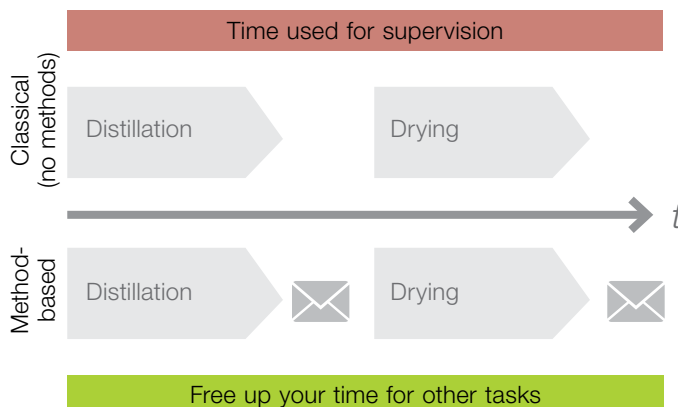 Time used for supervision
Classical
(no methods)
Distillation
Drying
t
Method-
based
Distillation
Drying
Free up your time for other tasks